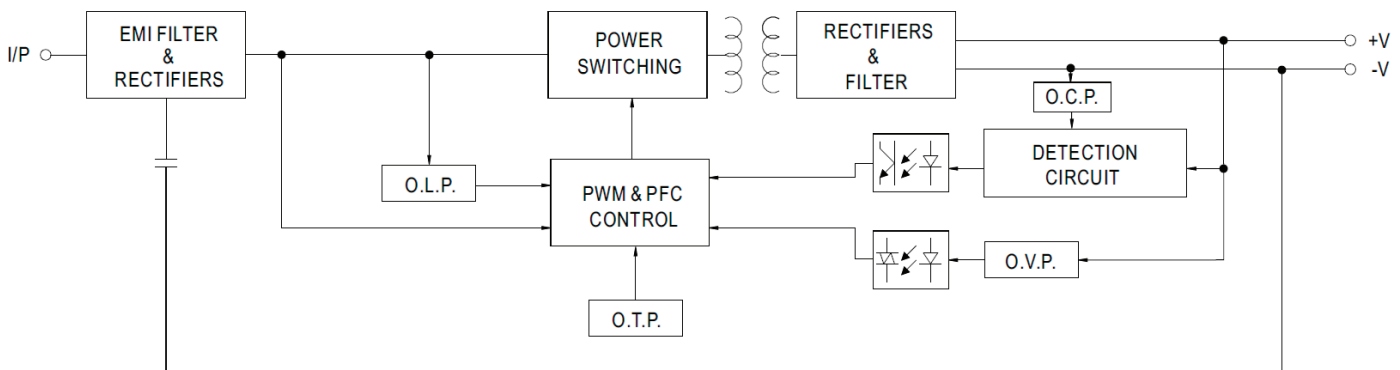 I/P
EMI FILTER
&
RECTIFIERS
POWER
SWITCHING
RECTIFIERS
&
FILTER
+V
-V
O.C.P.
DETECTION
CIRCUIT
O.L.P.
PWM & PFC
CONTROL
O.V.P.
O.T.P.